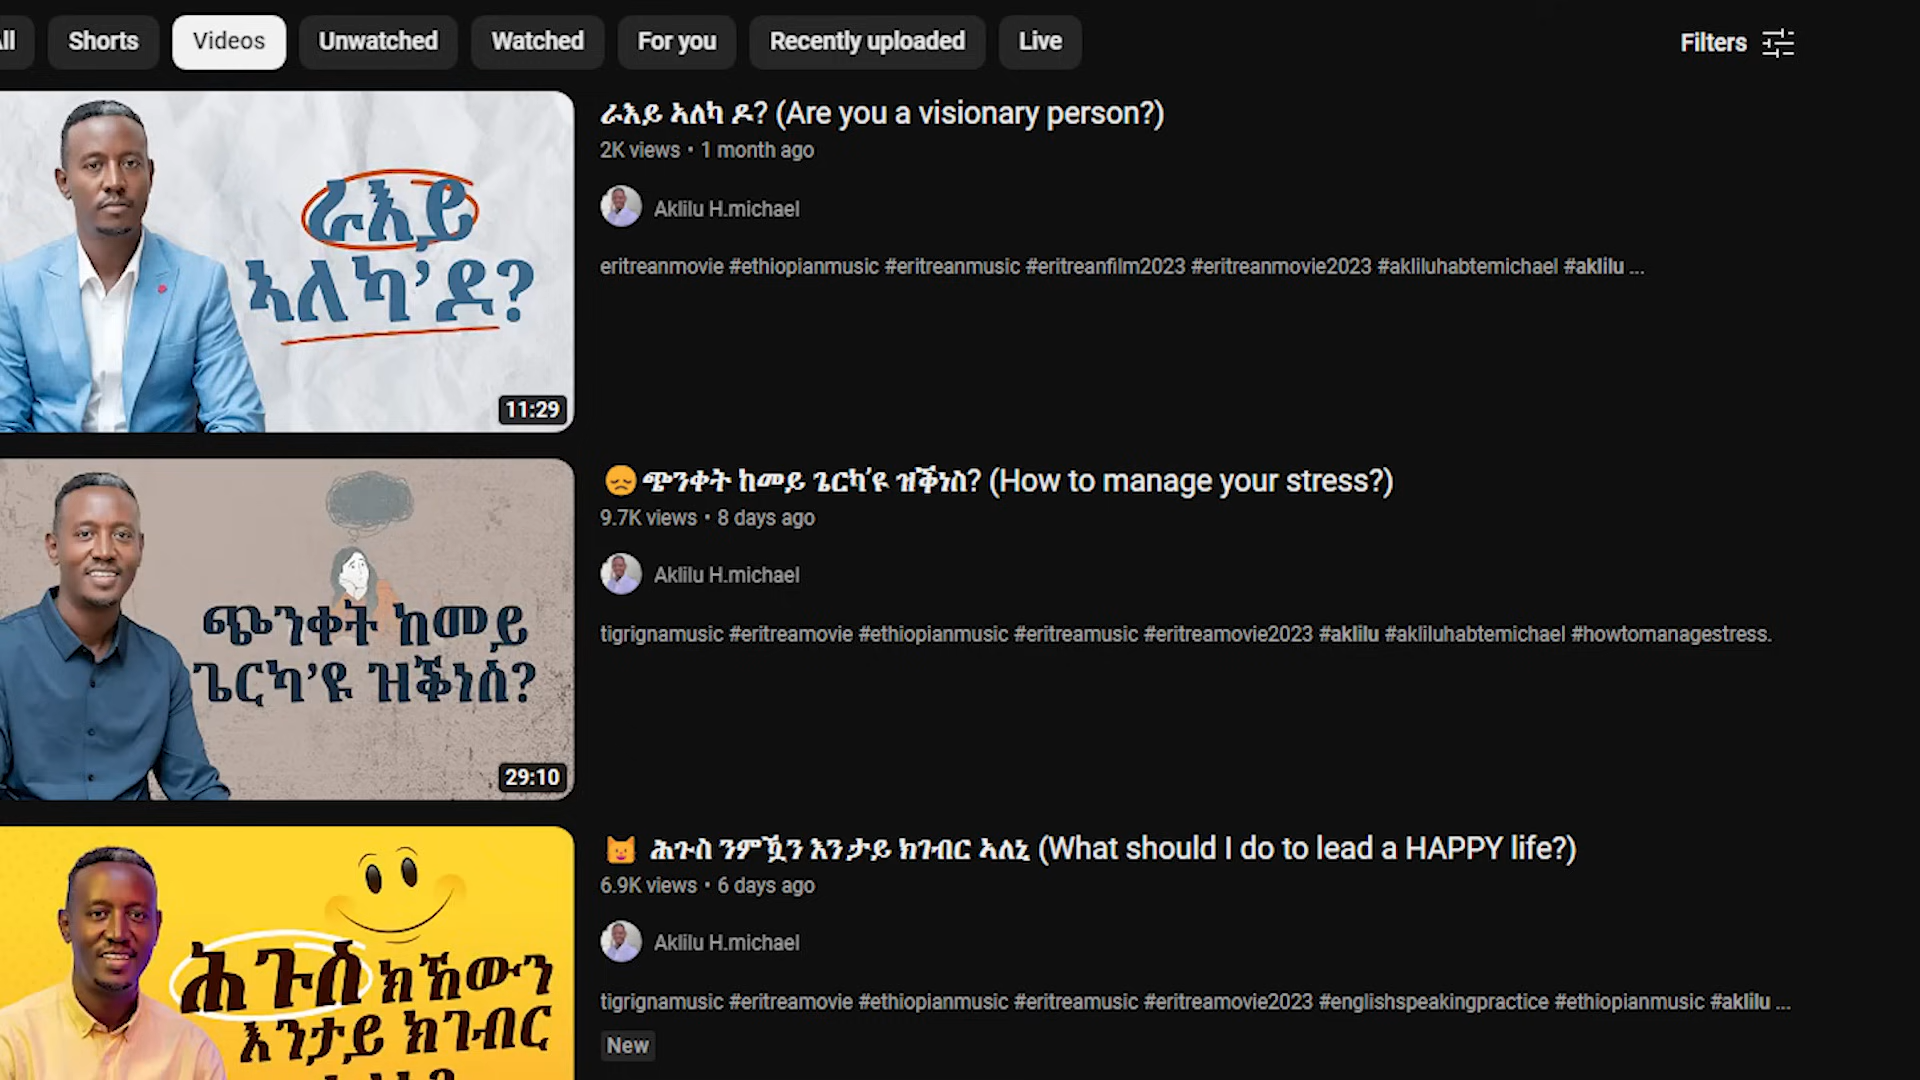 Shorts
Videos
Unwatched
Watched
For you
Recently uploaded
Live
Filters
ራእይ
ኣለካ’ዶ?
11:29
ራእይ ኣለካ ዶ? (Are you a visionary person?)
2K views • 1 month ago
Aklilu H.michael
eritreanmovie #ethiopianmusic #eritreanmusic #eritreanfilm2023 #eritreanmovie2023 #akliluhabtemichael #aklilu ...
ጭንቀት ከመይ
ጌርካ’ዩ ዝቕነስ?
29:10
😞ጭንቀት ከመይ ጌርካ’ዩ ዝቕነስ? (How to manage your stress?)
9.7K views • 8 days ago
Aklilu H.michael
tigrignamusic #eritreamovie #ethiopianmusic #eritreamusic #eritreamovie2023 #aklilu #akliluhabtemichael #howtomanagestress.
ሕጉስ ክኸውን
እንታይ ክገብር
ሕጉስ ንምዃን እንታይ ክገብር ኣለኒ (What should I do to lead a HAPPY life?)
6.9K views • 6 days ago
Aklilu H.michael
tigrignamusic #eritreamovie #ethiopianmusic #eritreamusic #eritreamovie2023 #englishspeakingpractice #ethiopianmusic #aklilu ...
New